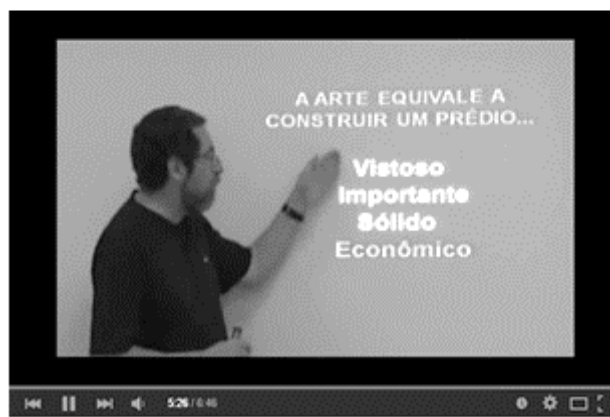 A ARTE EQUIVALE A
CONSTRUIR UM PRÉDIO...
Vistoso
Importante
Sólido
Econômico
5:26 / 6:46